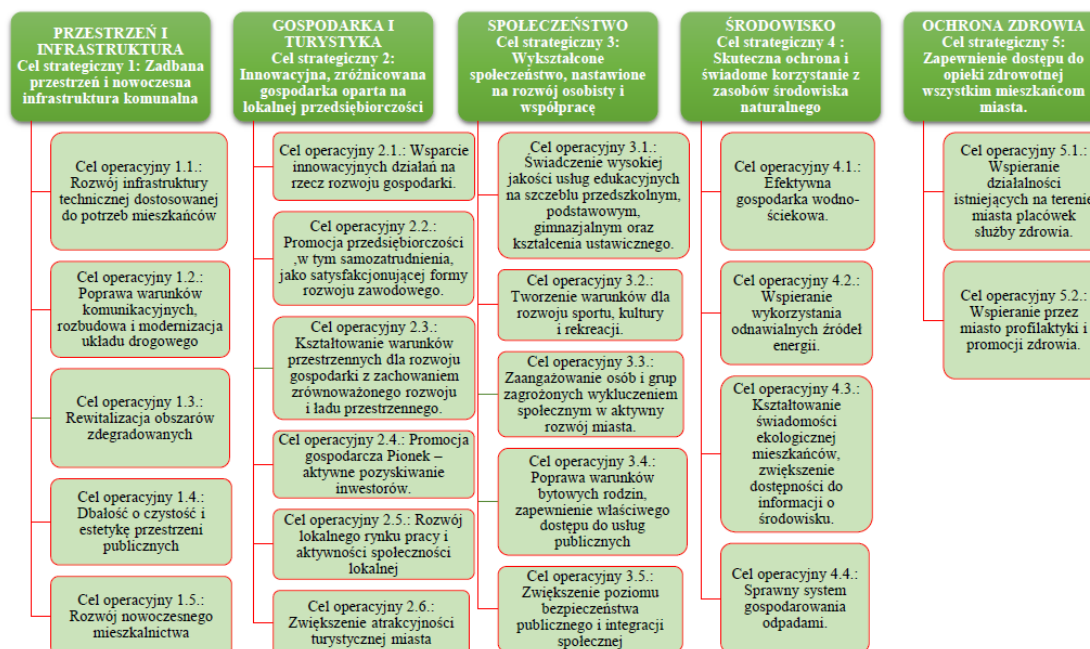 PRZESTRZEŃ I
INFRASTRUKTURA
Cel strategiczny 1: Zadbana
przestrzeń i nowoczesna
infrastruktura komunalna
Cel operacyjny 1.1.:
Rozwój infrastruktury
technicznej dostosowanej
do potrzeb mieszkańców
Cel operacyjny 1.2.:
Poprawa warunków
komunikacyjnych,
rozbudowa i modernizacja
układu drogowego
Cel operacyjny 1.3.:
Rewitalizacja obszarów
zdegradowanych
Cel operacyjny 1.4.:
Dbałość o czystość i
estetykę przestrzeni
publicznych
Cel operacyjny 1.5.:
Rozwój nowoczesnego
mieszkalnictwa
GOSPODARKA I
TURYSTYKA
Cel strategiczny 2:
Innowacyjna, zróżnicowana
gospodarka oparta na
lokalnej przedsiębiorczości
Cel operacyjny 2.1.: Wsparcie
innowacyjnych działań na
rzecz rozwoju gospodarki.
Cel operacyjny 2.2.:
Promocja przedsiębiorczości
,w tym samozatrudnienia,
jako satysfakcjonującej formy
rozwoju zawodowego.
Cel operacyjny 2.3.:
Kształtowanie warunków
przestrzennych dla rozwoju
gospodarki z zachowaniem
zrównoważonego rozwoju
i ładu przestrzennego.
Cel operacyjny 2.4.: Promocja
gospodarcza Pionek –
aktywne pozyskiwanie
inwestorów.
Cel operacyjny 2.5.: Rozwój
lokalnego rynku pracy i
aktywności społeczności
lokalnej
Cel operacyjny 2.6.:
Zwiększenie atrakcyjności
turystycznej miasta
SPOŁECZEŃSTWO
Cel strategiczny 3:
Wykształcone
społeczeństwo, nastawione
na rozwój osobisty i
współpracę
Cel operacyjny 3.1.:
Świadczenie wysokiej
jakości usług edukacyjnych
na szczeblu przedszkolnym,
podstawowym,
gimnazjalnym oraz
kształcenia ustawicznego.
Cel operacyjny 3.2.:
Tworzenie warunków dla
rozwoju sportu, kultury
i rekreacji.
Cel operacyjny 3.3.:
Zaangażowanie osób i grup
zagrożonych wykluczeniem
społecznym w aktywny
rozwój miasta.
Cel operacyjny 3.4.:
Poprawa warunków
bytowych rodzin,
zapewnienie właściwego
dostępu do usług
publicznych
Cel operacyjny 3.5.:
Zwiększenie poziomu
bezpieczeństwa
publicznego i integracji
społecznej
ŚRODOWISKO
Cel strategiczny 4 :
Skuteczna ochrona i
świadome korzystanie z
zasobów środowiska
naturalnego
Cel operacyjny 4.1.:
Efektywna
gospodarka wodno-
ściekowa.
Cel operacyjny 4.2.:
Wspieranie
wykorzystania
odnawialnych źródeł
energii.
Cel operacyjny 4.3.:
Kształtowanie
świadomości
ekologicznej
mieszkańców,
zwiększenie
dostępności do
informacji o
środowisku.
Cel operacyjny 4.4.:
Sprawny system
gospodarowania
odpadami.
OCHRONA ZDROWIA
Cel strategiczny 5:
Zapewnienie dostępu do
opieki zdrowotnej
wszystkim mieszkańcom
miasta.
Cel operacyjny 5.1.:
Wspieranie
działalności
istniejących na terenie
miasta placówek
służby zdrowia.
Cel operacyjny 5.2.:
Wspieranie przez
miasto profilaktyki i
promocji zdrowia.